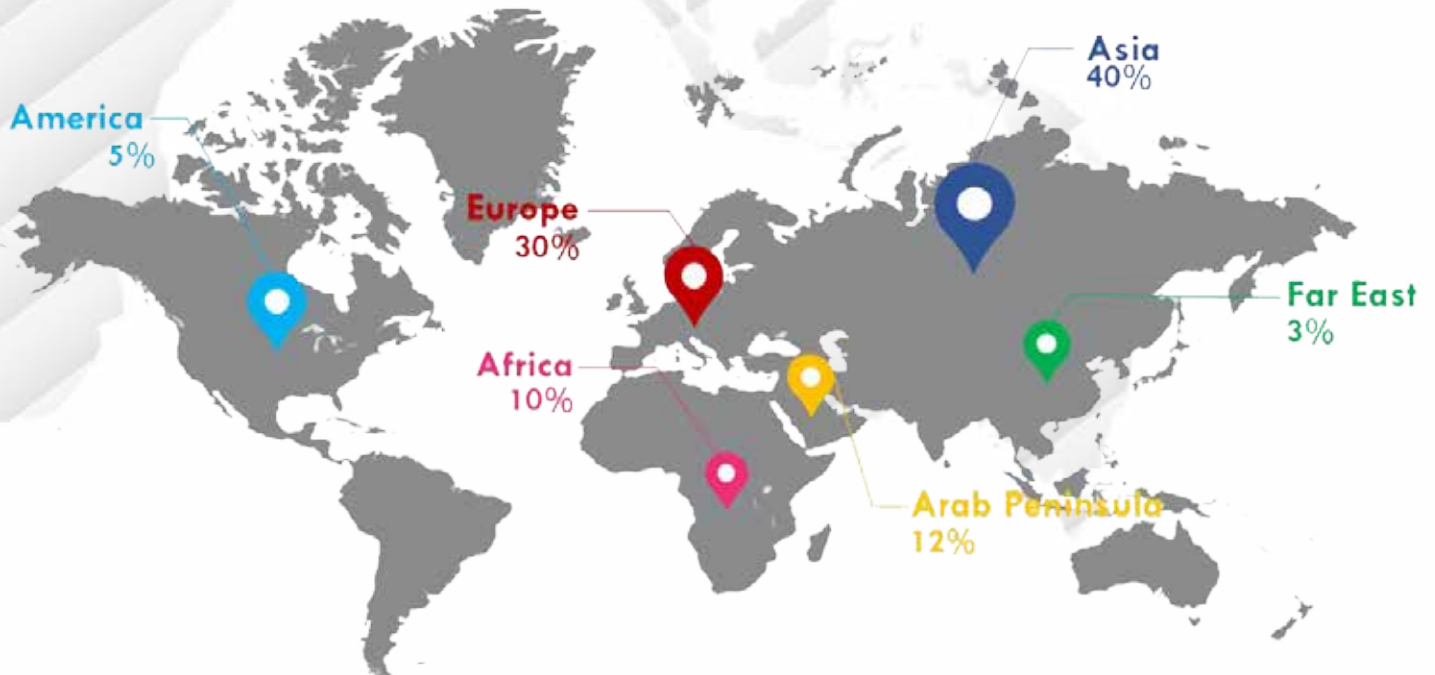 Asia
40%
America
5%
Europe
30%
Far East
3%
Africa
10%
Arab Peninsula
12%